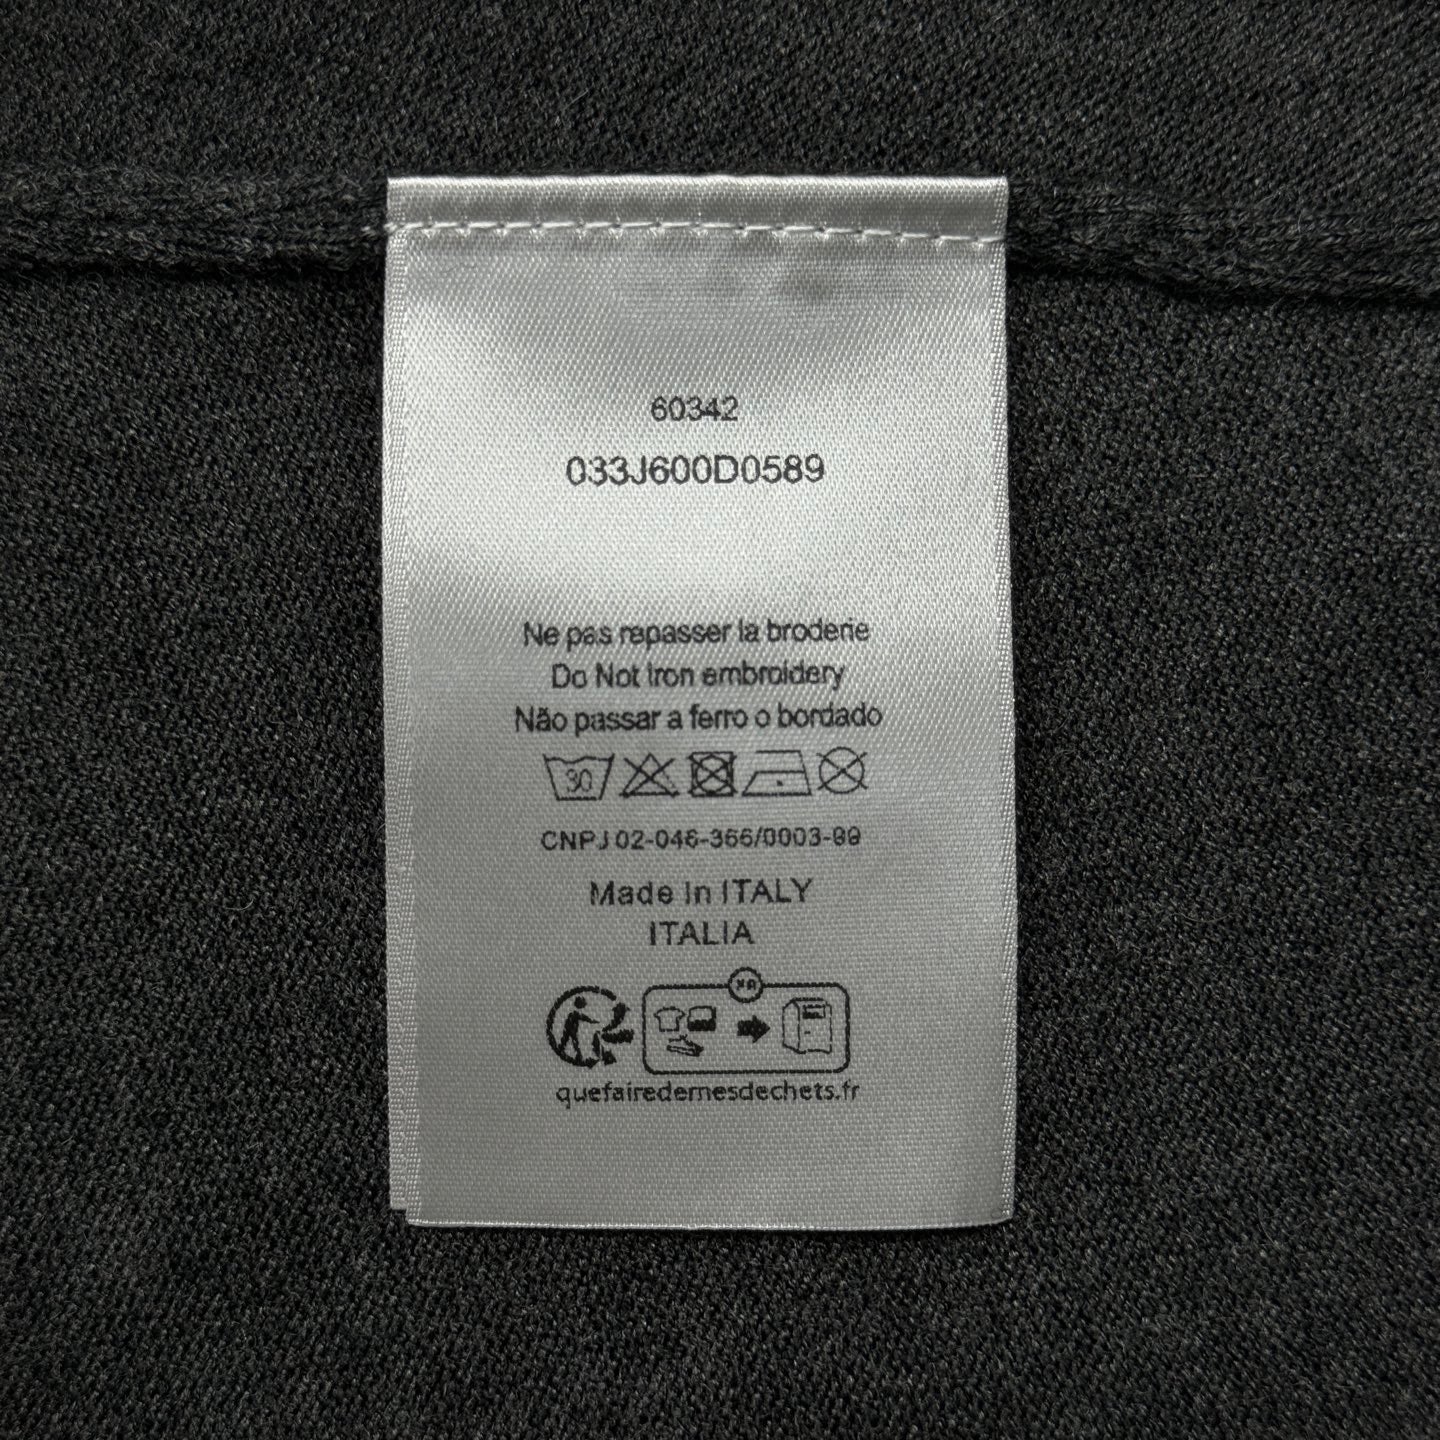 60342
033J600D0589
Ne pas repasser la broderie
Do Not Iron embroidery
Não passar a ferro o bordado
30
CNPJ 02-046-366/0003-89
Made In ITALY
ITALIA
quefairedemesdechets.fr